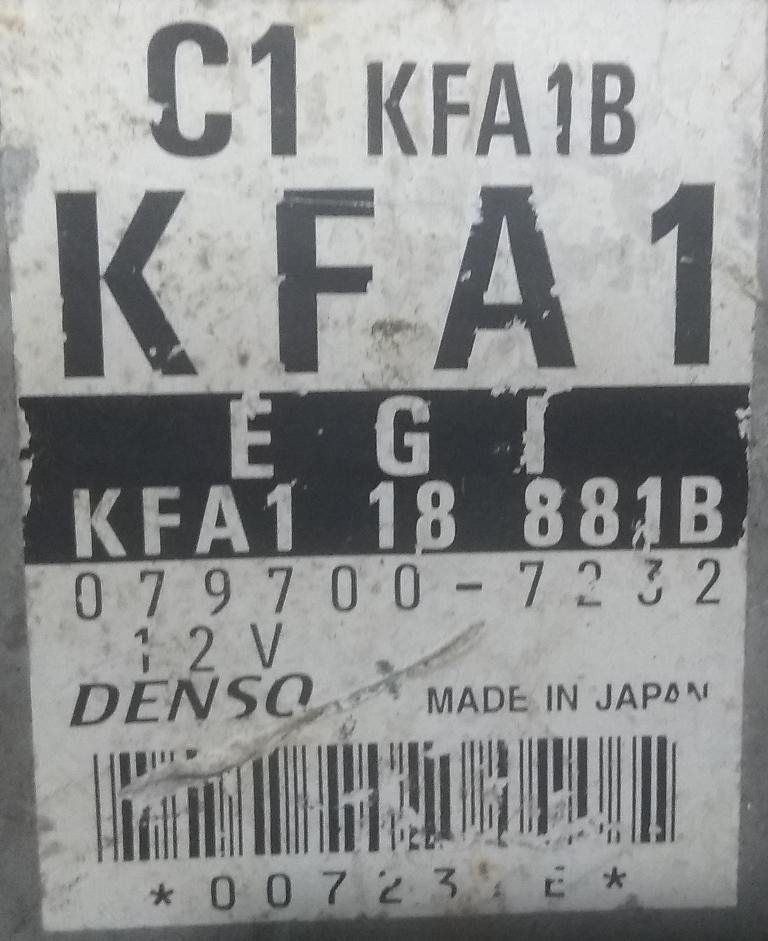 C1 KFA1B
KFA1
EGI
KFA1 18 881B
079700-7232
12V
DENSO MADE IN JAPAN